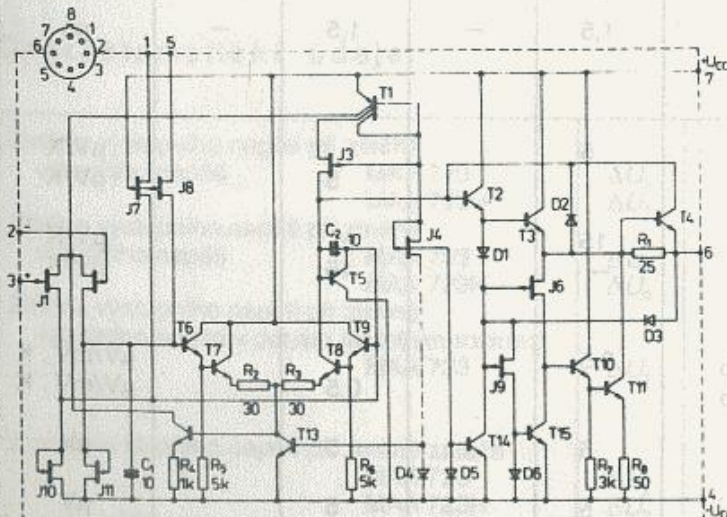 8
7
1
6
2
5
3
4
1
5
+Ucc
7
T1
J3
J7
J8
T2
T4
D2
J4
C2 10
T3
R1
6
25
2 -
D1
3 +
J1
T5
J6
D3
T6
T9
T7
T8
R2
R3
30
30
J9
T10
T11
T13
T14
T15
C1
10
R4
1k
R5
5k
R6
5k
D4
D5
D6
R7
3k
R8
50
J10
J11
4